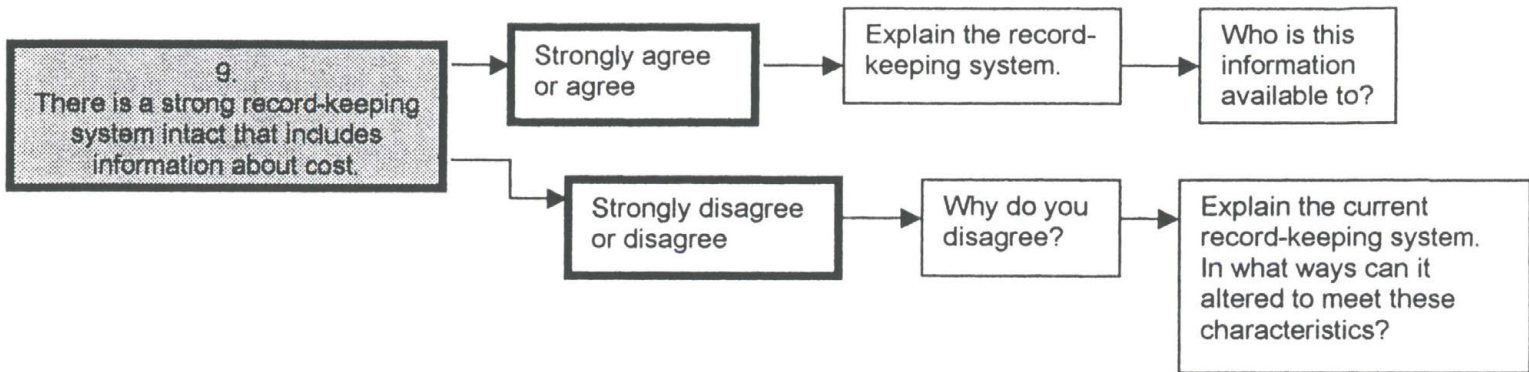 9.
There is a strong record-keeping
system intact that includes
information about cost.
Strongly agree
or agree
Explain the record-
keeping system.
Who is this
information
available to?
Strongly disagree
or disagree
Why do you
disagree?
Explain the current
record-keeping system.
In what ways can it
altered to meet these
characteristics?